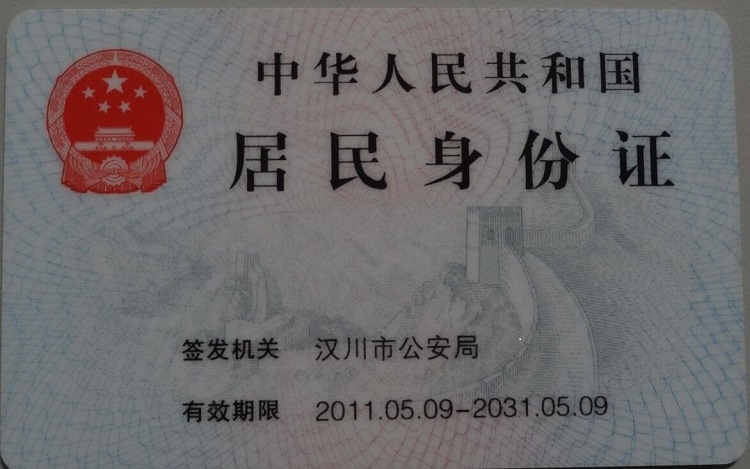 中华人民共和国
居民身份证
签发机关 汉川市公安局
有效期限 2011.05.09-2031.05.09